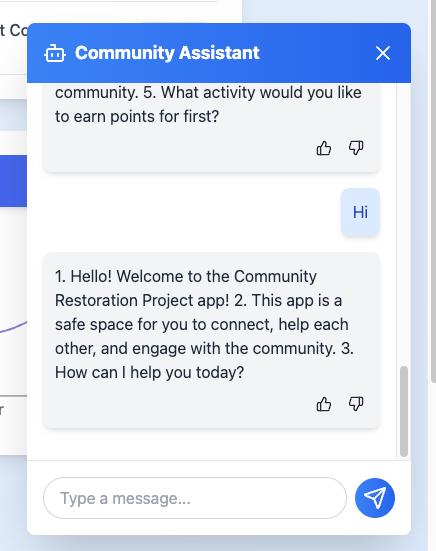 t Co
Community Assistant
community. 5. What activity would you like
to earn points for first?
Hi
1. Hello! Welcome to the Community
Restoration Project app! 2. This app is a
safe space for you to connect, help each
other, and engage with the community. 3.
How can I help you today?
r
Type a message...